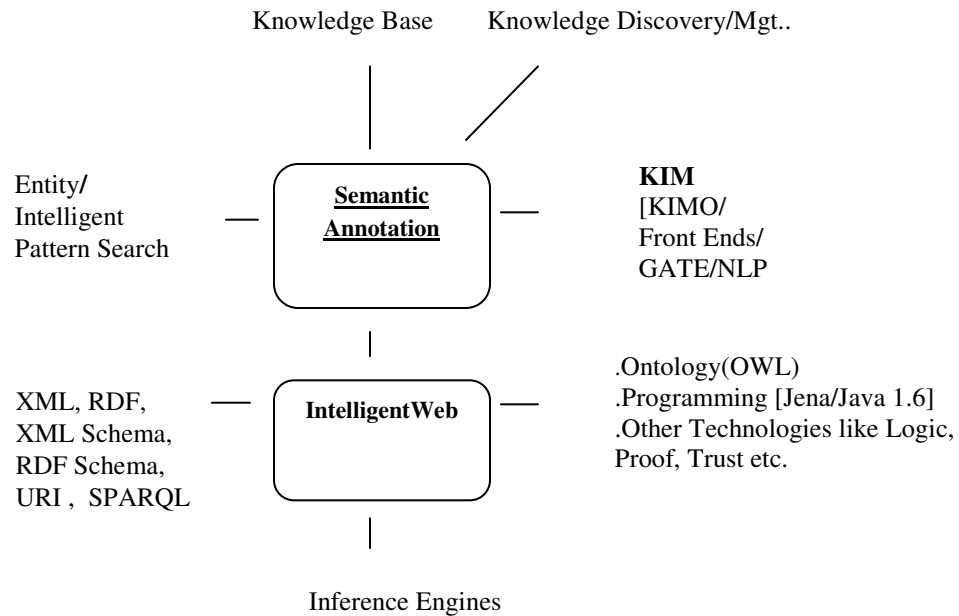 Knowledge Base
Knowledge Discovery/Mgt..
Entity/
Intelligent
Pattern Search
Semantic
Annotation
KIM
[KIMO/
Front Ends/
GATE/NLP
XML, RDF,
XML Schema,
RDF Schema,
URI , SPARQL
IntelligentWeb
.Ontology(OWL)
.Programming [Jena/Java 1.6]
.Other Technologies like Logic,
Proof, Trust etc.
Inference Engines